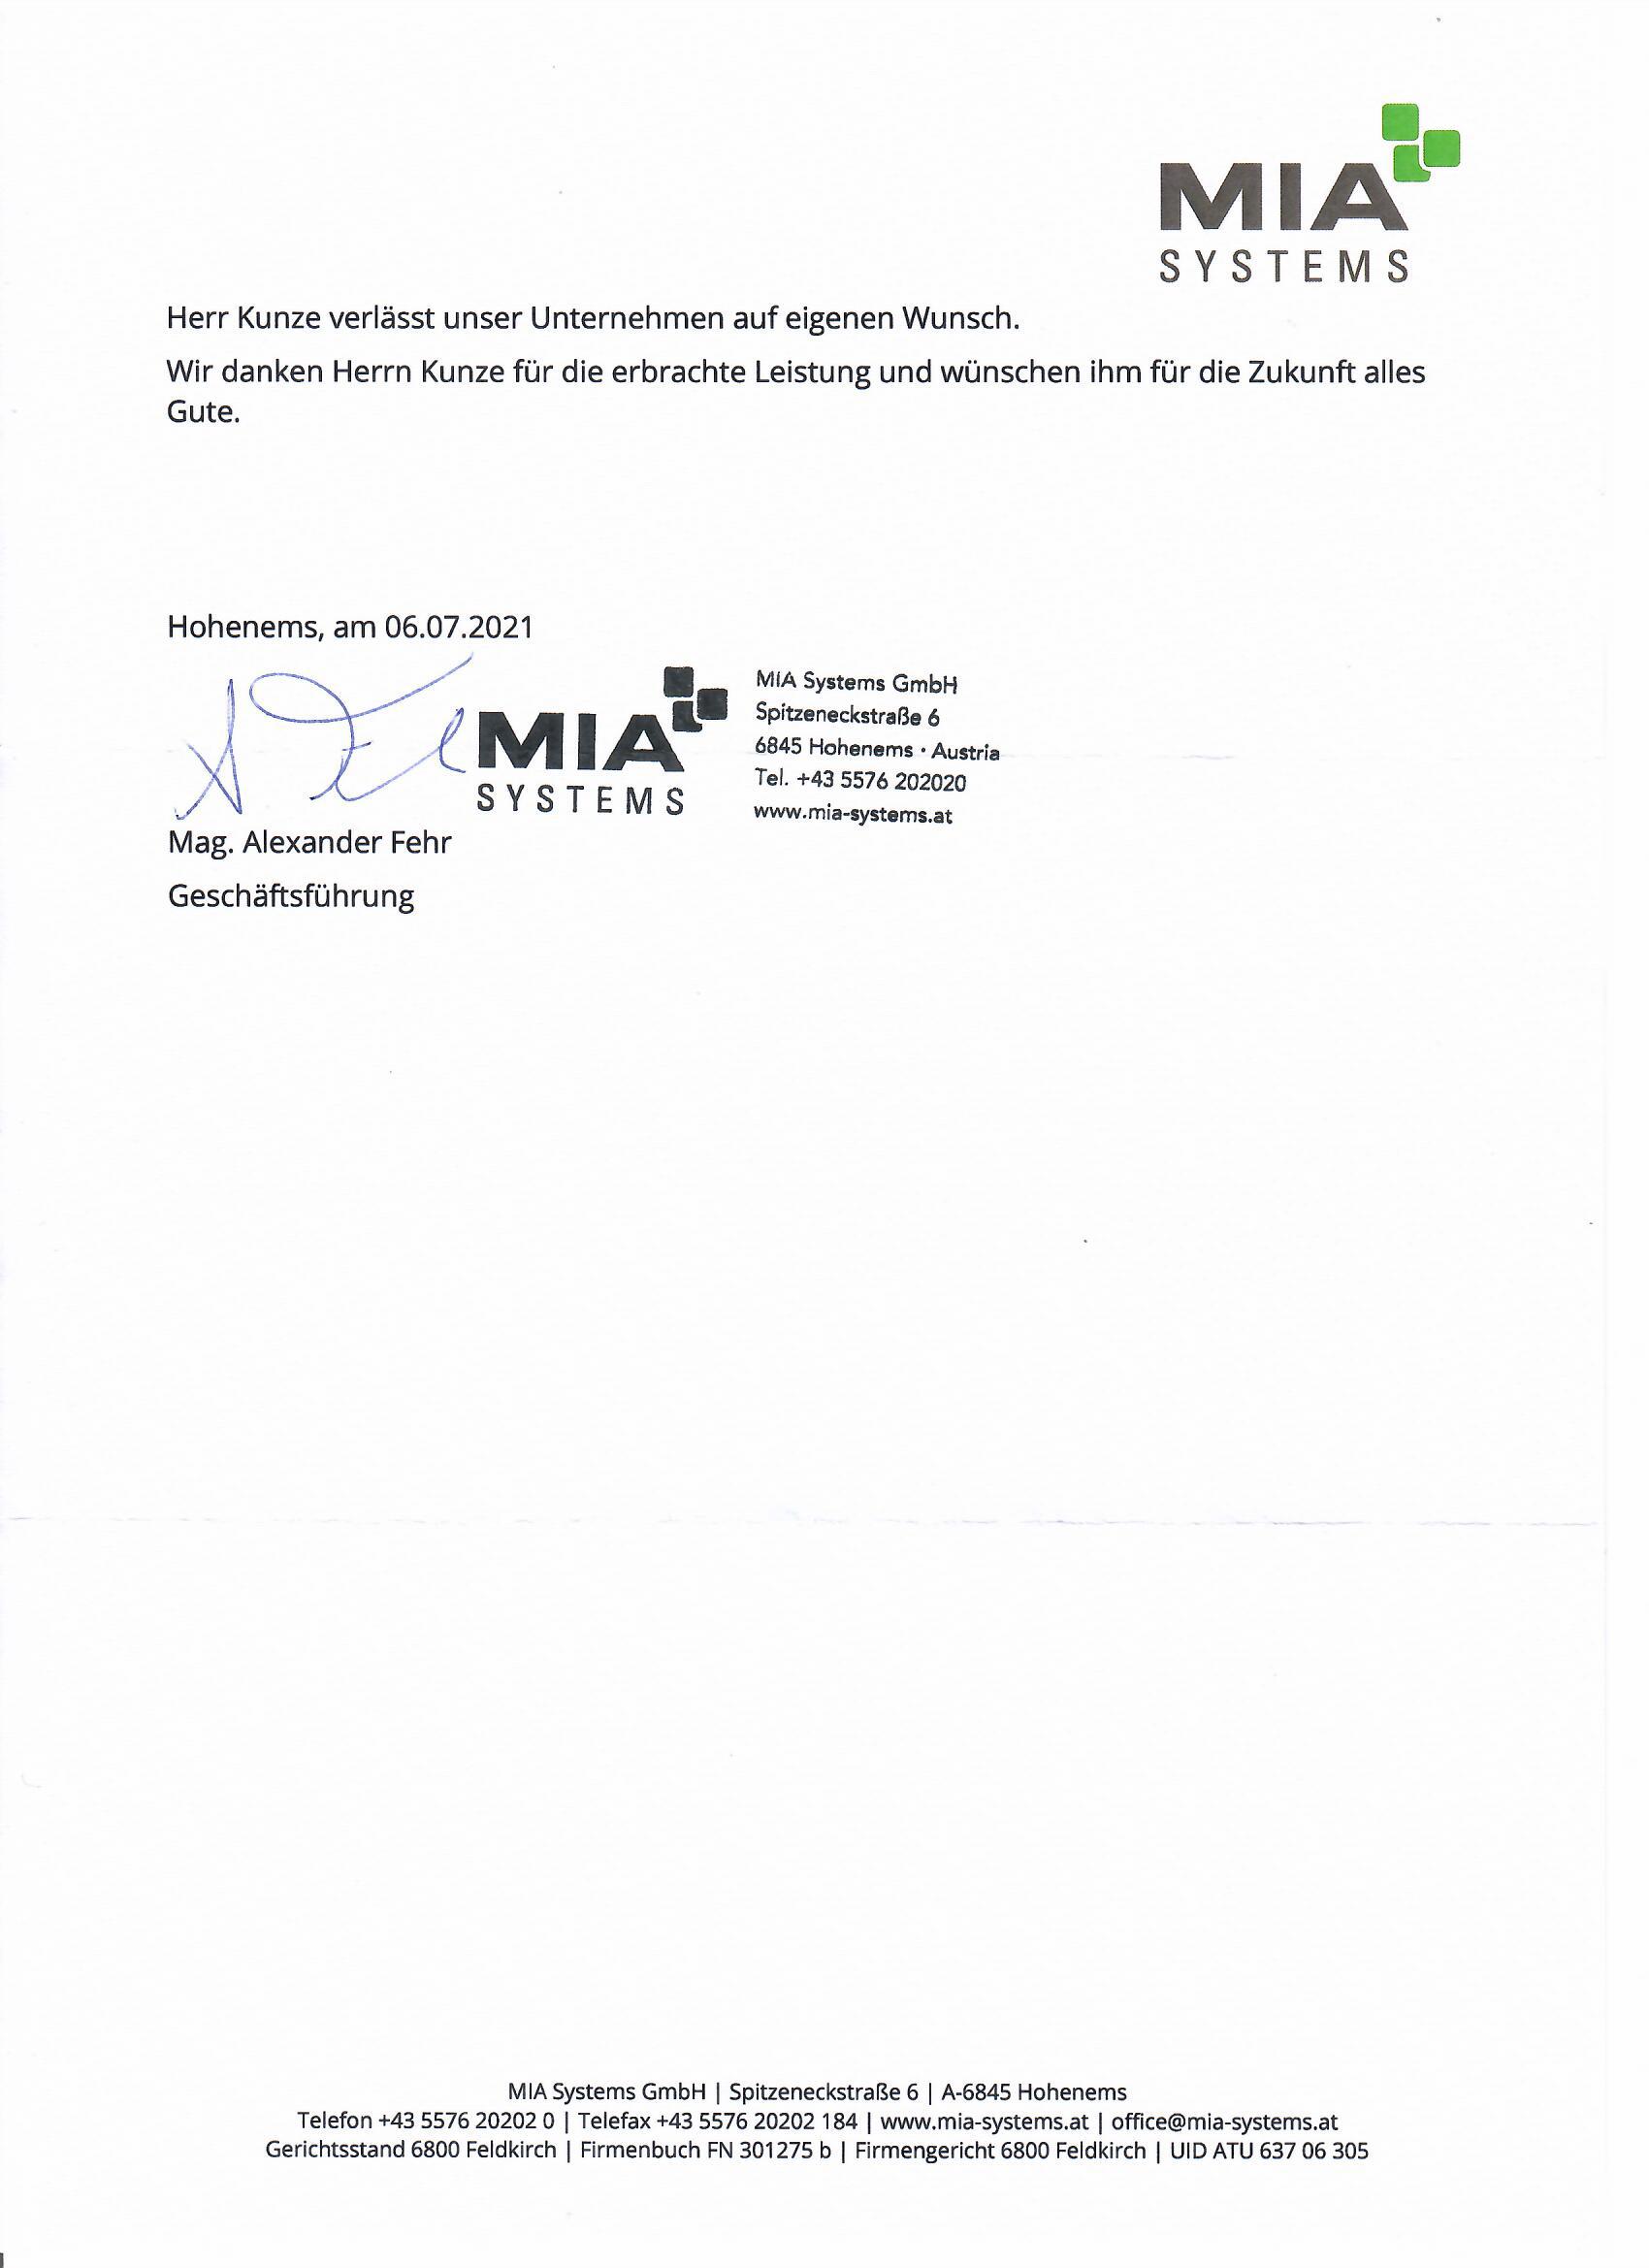 MIA
SYSTEMS
Herr Kunze verlässt unser Unternehmen auf eigenen Wunsch.
Wir danken Herrn Kunze für die erbrachte Leistung und wünschen ihm für die Zukunft alles
Gute.
Hohenems, am 06.07.2021
MIA
SYSTEMS
MIA Systems GmbH
Spitzeneckstraße 6
6845 Hohenems • Austria
Tel. +43 5576 202020
www.mia-systems.at
Mag. Alexander Fehr
Geschäftsführung
MIA Systems GmbH | Spitzeneckstraße 6 | A-6845 Hohenems
Telefon +43 5576 20202 0 | Telefax +43 5576 20202 184 | www.mia-systems.at | office@mia-systems.at
Gerichtsstand 6800 Feldkirch | Firmenbuch FN 301275 b | Firmengericht 6800 Feldkirch | UID ATU 637 06 305